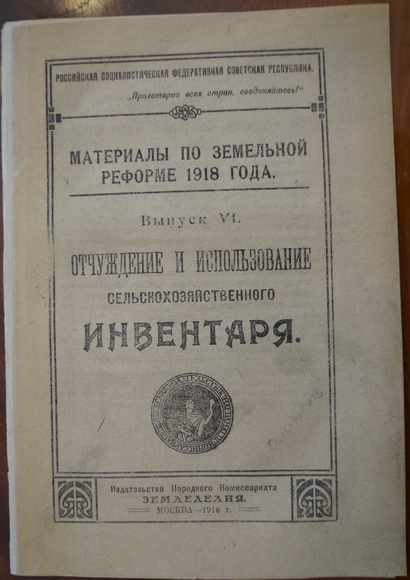 РОССИЙСКАЯ СОЦИАЛИСТИЧЕСКАЯ ФЕДЕРАТИВНАЯ СОВЕТСКАЯ РЕСПУБЛИКА.
„Пролетарии всех стран, соединяйтесь!“
МАТЕРИАЛЫ ПО ЗЕМЕЛЬНОЙ
РЕФОРМЕ 1918 ГОДА.
Выпуск VI.
ОТЧУЖДЕНИЕ И ИСПОЛЬЗОВАНИЕ
СЕЛЬСКОХОЗЯЙСТВЕННОГО
ИНВЕНТАРЯ.
Издательство Народного Комиссариата
ЗЕМЛЕДЕЛИЯ.
МОСКВА—1918 г.